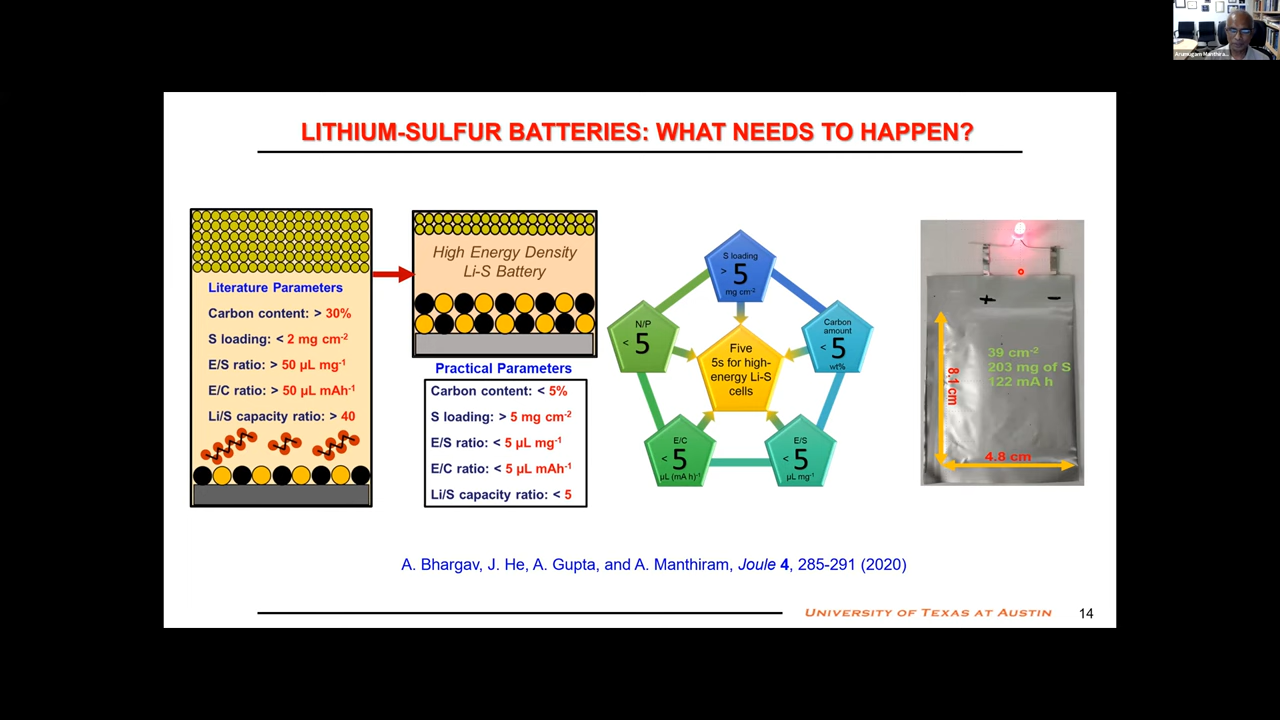 Arumugam Manthira...
LITHIUM-SULFUR BATTERIES: WHAT NEEDS TO HAPPEN?
Literature Parameters
Carbon content: > 30%
S loading: < 2 mg cm⁻²
E/S ratio: > 50 µL mg⁻¹
E/C ratio: > 50 µL mAh⁻¹
Li/S capacity ratio: > 40
High Energy Density
Li-S Battery
Practical Parameters
Carbon content: < 5%
S loading: > 5 mg cm⁻²
E/S ratio: < 5 µL mg⁻¹
E/C ratio: < 5 µL mAh⁻¹
Li/S capacity ratio: < 5
S loading
> 5
mg cm⁻²
N/P
< 5
Carbon
amount
< 5
wt%
Five
5s for high-
energy Li-S
cells
E/C
< 5
µL (mA h)⁻¹
E/S
< 5
µL mg⁻¹
+ −
39 cm⁻²
203 mg of S
122 mA h
8.1 cm
4.8 cm
A. Bhargav, J. He, A. Gupta, and A. Manthiram, Joule 4, 285-291 (2020)
UNIVERSITY OF TEXAS AT AUSTIN
14